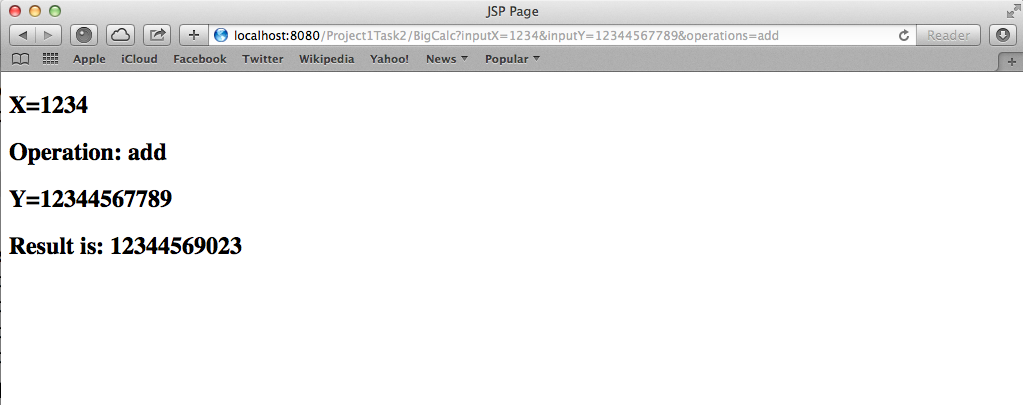 JSP Page
localhost:8080/Project1Task2/BigCalc?inputX=1234&inputY=12344567789&operations=add
Reader
Apple iCloud Facebook Twitter Wikipedia Yahoo! News Popular
X=1234
Operation: add
Y=12344567789
Result is: 12344569023